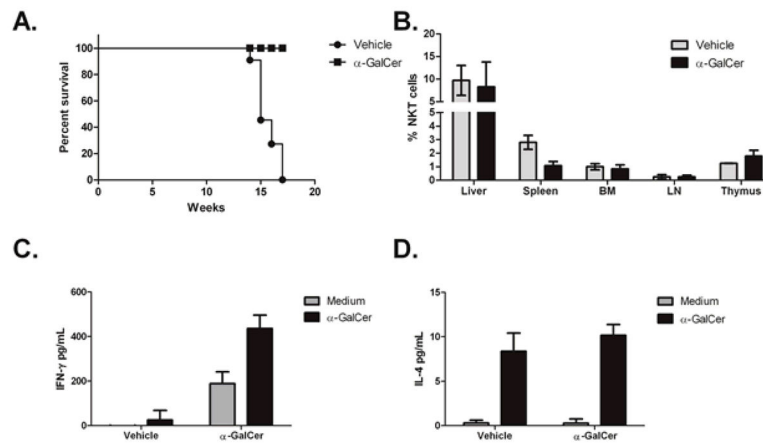 A.
Percent survival
100
80
60
40
20
0
0
5
10
15
20
Weeks
Vehicle
α-GalCer
B.
% NKT cells
20
15
10
5
5
4
3
2
1
0
Liver
Spleen
BM
LN
Thymus
Vehicle
α-GalCer
C.
IFN-γ pg/mL
600
400
200
0
Vehicle
α-GalCer
Medium
α-GalCer
D.
IL-4 pg/mL
15
10
5
0
Vehicle
α-GalCer
Medium
α-GalCer